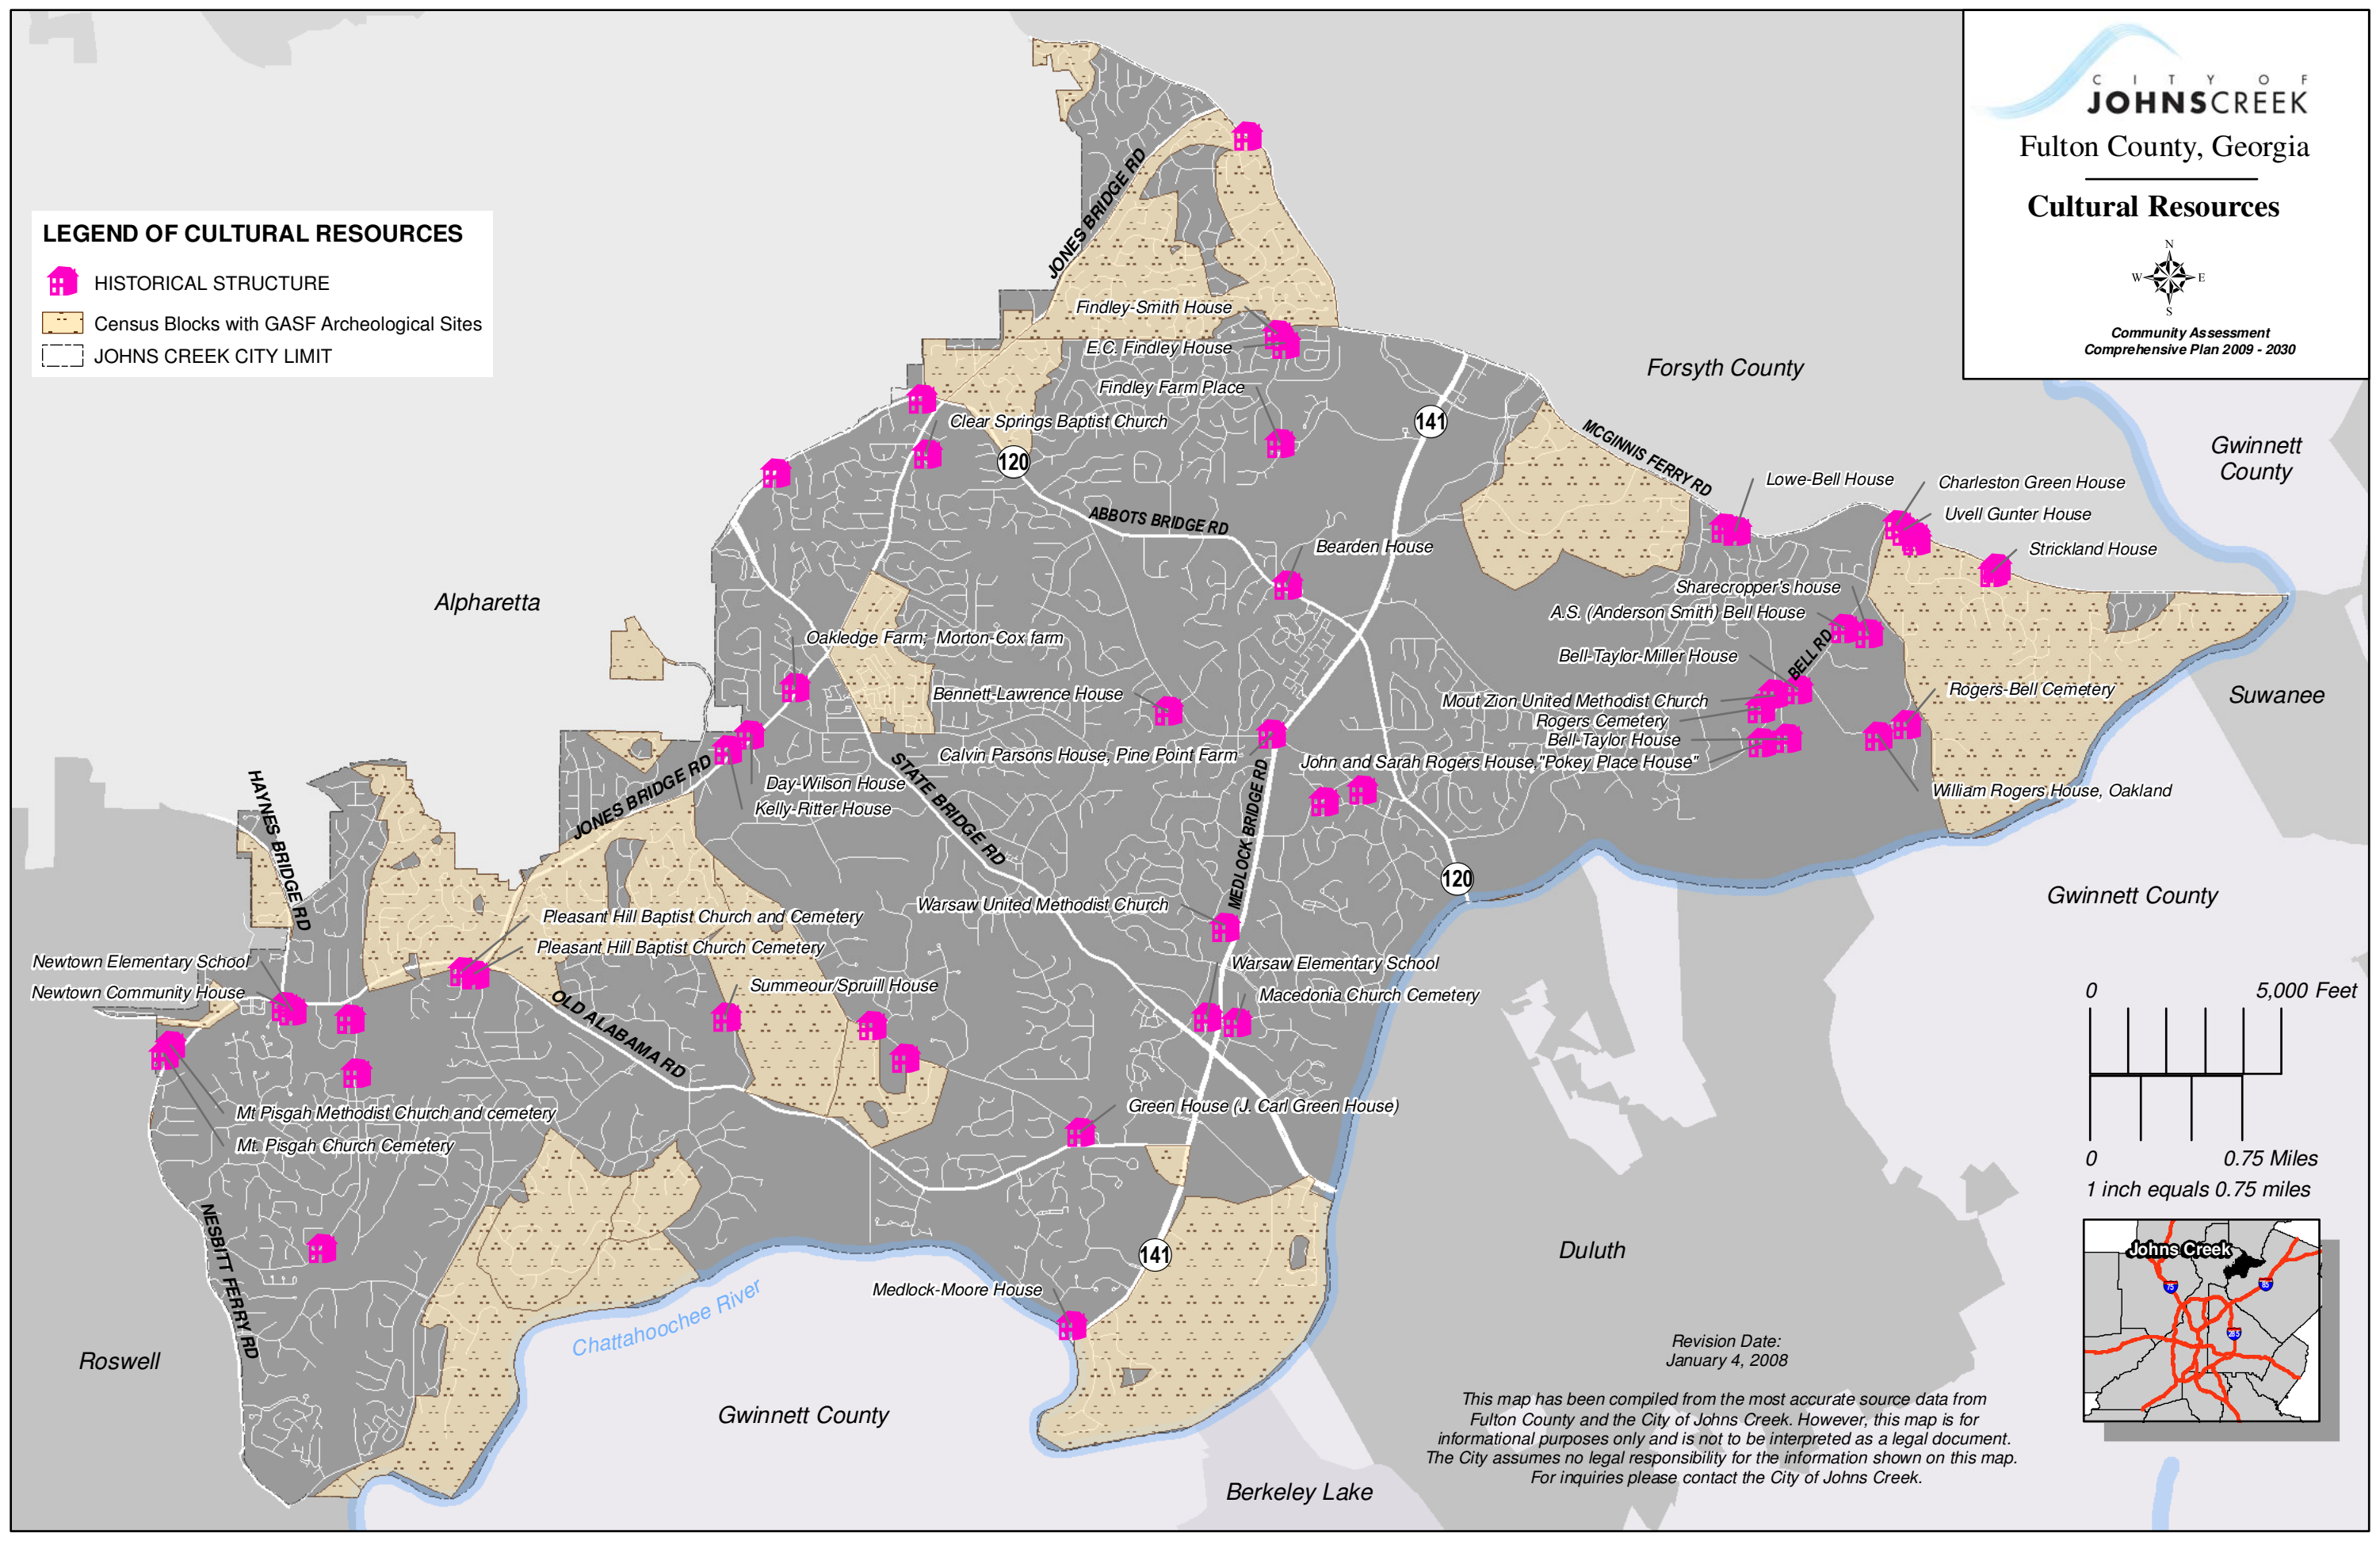 CITY OF
JOHNSCREEK
Fulton County, Georgia
Cultural Resources
N
W
E
S
Community Assessment
Comprehensive Plan 2009 - 2030
LEGEND OF CULTURAL RESOURCES
HISTORICAL STRUCTURE
Census Blocks with GASF Archeological Sites
JOHNS CREEK CITY LIMIT
JONES BRIDGE RD
Findley-Smith House
E.C. Findley House
Findley Farm Place
Clear Springs Baptist Church
120
141
Forsyth County
MCGINNIS FERRY RD
Gwinnett
County
Lowe-Bell House
Charleston Green House
Uvell Gunter House
Strickland House
ABBOTS BRIDGE RD
Bearden House
Sharecropper's house
A.S. (Anderson Smith) Bell House
Alpharetta
Oakledge Farm; Morton-Cox farm
BELL RD
Bell-Taylor-Miller House
Bennett-Lawrence House
Mout Zion United Methodist Church
Rogers-Bell Cemetery
Suwanee
Rogers Cemetery
Bell-Taylor House
Calvin Parsons House, Pine Point Farm
John and Sarah Rogers House,"Pokey Place House"
William Rogers House, Oakland
Day-Wilson House
Kelly-Ritter House
JONES BRIDGE RD
STATE BRIDGE RD
MEDLOCK BRIDGE RD
HAYNES BRIDGE RD
120
Gwinnett County
Warsaw United Methodist Church
Pleasant Hill Baptist Church and Cemetery
Pleasant Hill Baptist Church Cemetery
Newtown Elementary School
Newtown Community House
Warsaw Elementary School
Macedonia Church Cemetery
Summeour/Spruill House
OLD ALABAMA RD
0
5,000 Feet
Mt Pisgah Methodist Church and cemetery
Mt. Pisgah Church Cemetery
Green House (J. Carl Green House)
0
0.75 Miles
1 inch equals 0.75 miles
NESBITT FERRY RD
141
Duluth
Johns Creek
75
85
285
Medlock-Moore House
Chattahoochee River
Roswell
Gwinnett County
Berkeley Lake
Revision Date:
January 4, 2008
This map has been compiled from the most accurate source data from
Fulton County and the City of Johns Creek. However, this map is for
informational purposes only and is not to be interpreted as a legal document.
The City assumes no legal responsibility for the information shown on this map.
For inquiries please contact the City of Johns Creek.